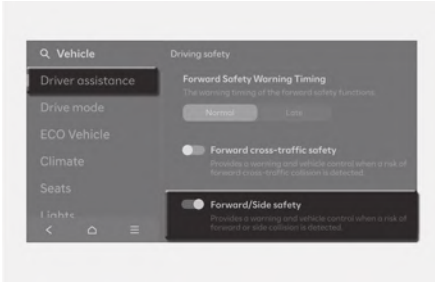 Vehicle
Driving safety
Driver assistance
Forward Safety Warning Timing
The warning timing of the forward safety functions.
Normal
Less
Drive mode
ECO Vehicle
Forward cross-traffic safety
Provides a warning and vehicle control when a risk of
forward cross-traffic collision is detected.
Climate
Seats
Forward/Side safety
Provides a warning and vehicle control when a risk of
forward or side collision is detected.
Lights